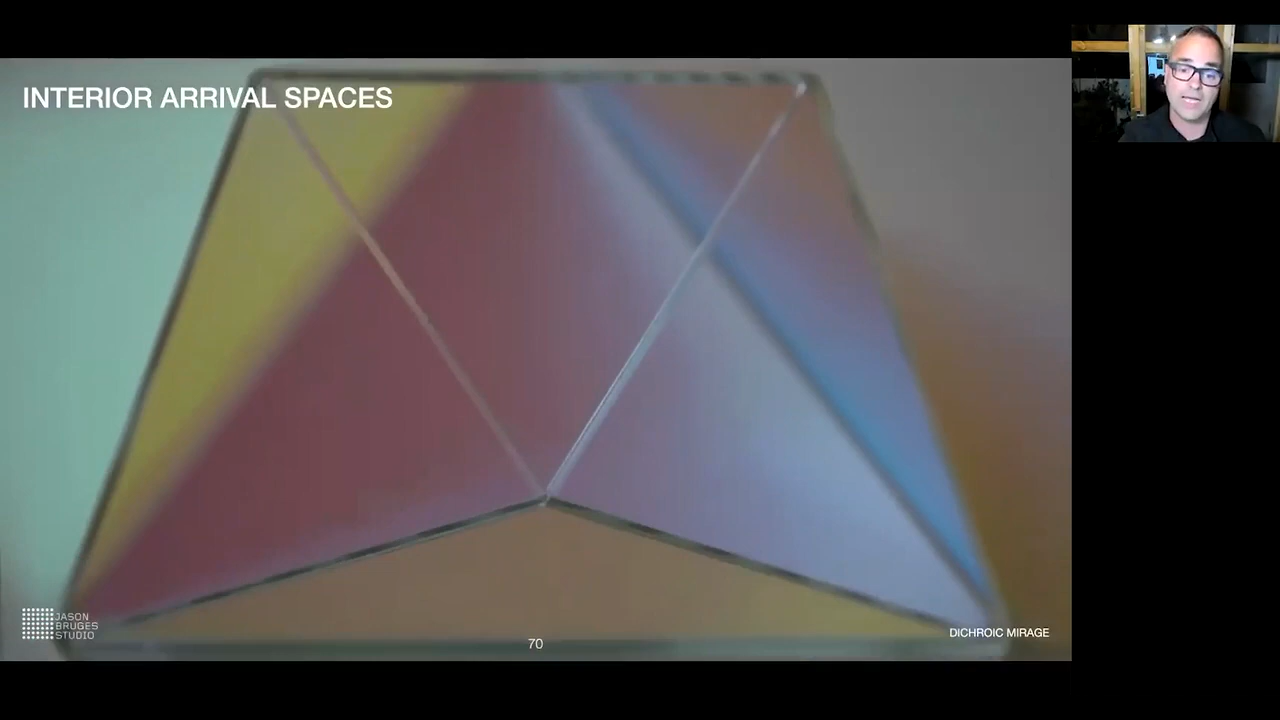 INTERIOR ARRIVAL SPACES
JASON
BRUGES
STUDIO
70
DICHROIC MIRAGE